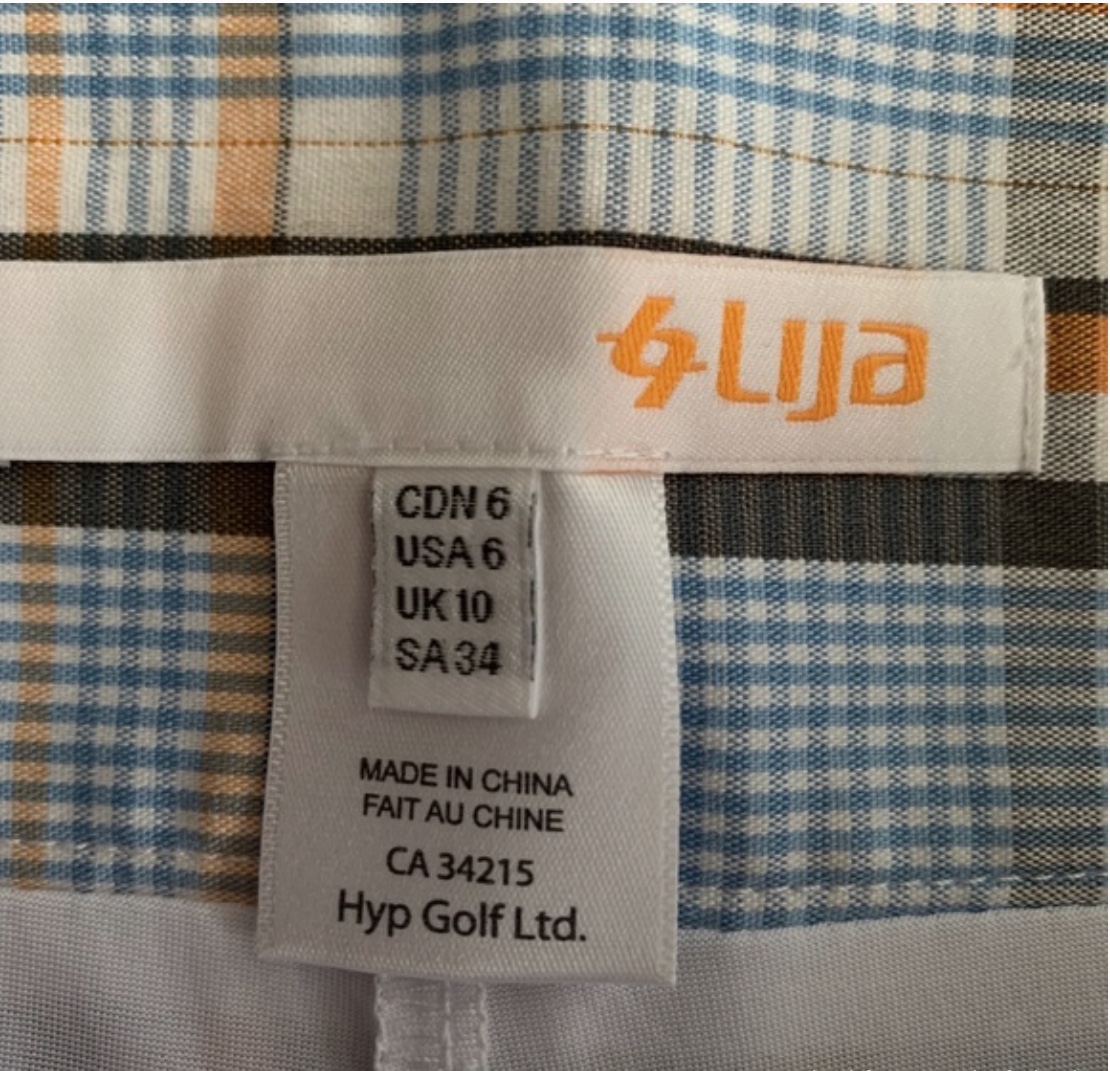 Lija
CDN 6
USA 6
UK 10
SA 34
MADE IN CHINA
FAIT AU CHINE
CA 34215
Hyp Golf Ltd.